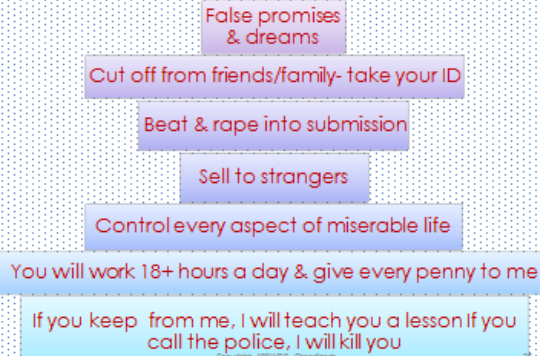 False promises
& dreams
Cut off from friends/family- take your ID
Beat & rape into submission
Sell to strangers
Control every aspect of miserable life
You will work 18+ hours a day & give every penny to me
If you keep from me, I will teach you a lesson If you
call the police, I will kill you